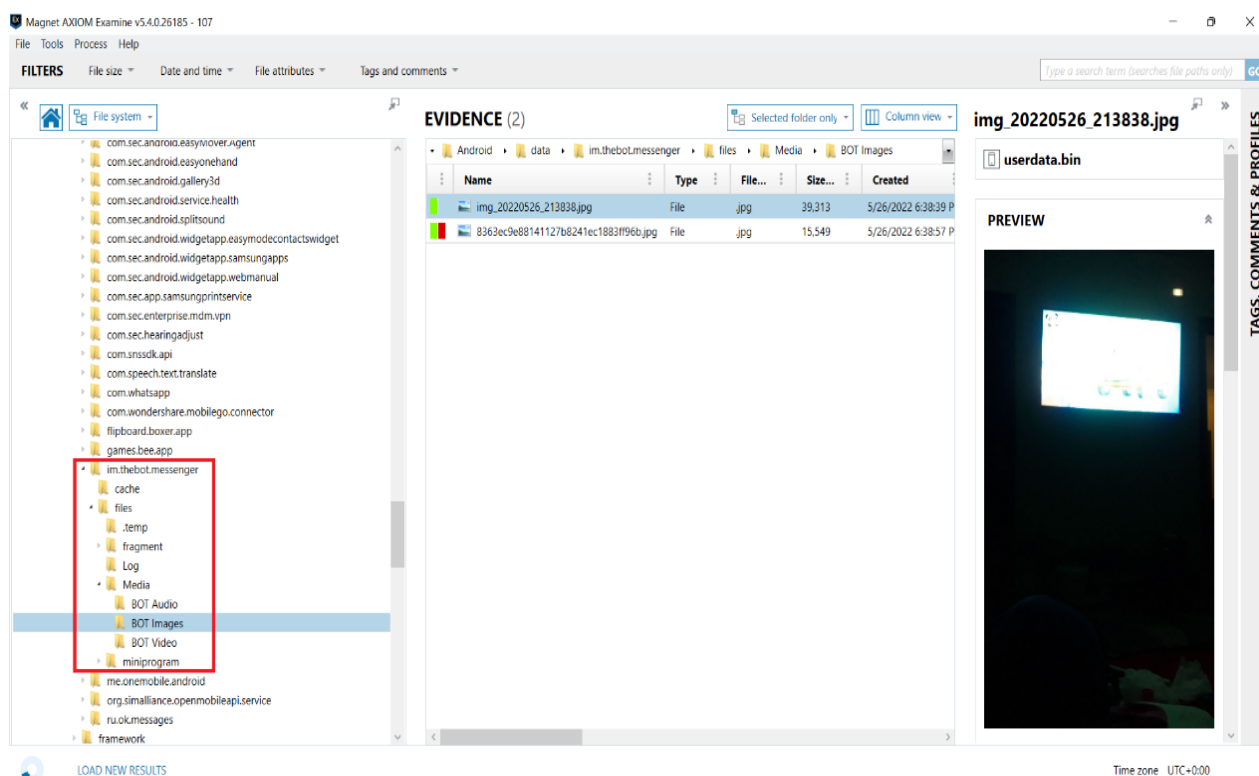 Magnet AXIOM Examine v5.4.0.26185 - 107
File Tools Process Help
FILTERS File size Date and time File attributes Tags and comments
Type a search term (searches file paths only) GO
File system
com.sec.android.easyMover.Agent
com.sec.android.easyonehand
com.sec.android.gallery3d
com.sec.android.service.health
com.sec.android.splitsound
com.sec.android.widgetapp.easymodecontactswidget
com.sec.android.widgetapp.samsungapps
com.sec.android.widgetapp.webmanual
com.sec.app.samsungprintservice
com.sec.enterprise.mdm.vpn
com.sec.hearingadjust
com.snssdk.api
com.speech.text.translate
com.whatsapp
com.wondershare.mobilego.connector
flipboard.boxer.app
games.bee.app
im.thebot.messenger
cache
files
.temp
fragment
Log
Media
BOT Audio
BOT Images
BOT Video
miniprogram
me.onemobile.android
org.simalliance.openmobileapi.service
ru.ok.messages
framework
EVIDENCE (2)
Selected folder only Column view
Android data im.thebot.messenger files Media BOT Images
Name Type File... Size... Created
img_20220526_213838.jpg File .jpg 39,313 5/26/2022 6:38:39 P
8363ec9e88141127b8241ec1883ff96b.jpg File .jpg 15,549 5/26/2022 6:38:57 P
img_20220526_213838.jpg
userdata.bin
PREVIEW
TAGS, COMMENTS & PROFILES
LOAD NEW RESULTS
Time zone UTC+0:00